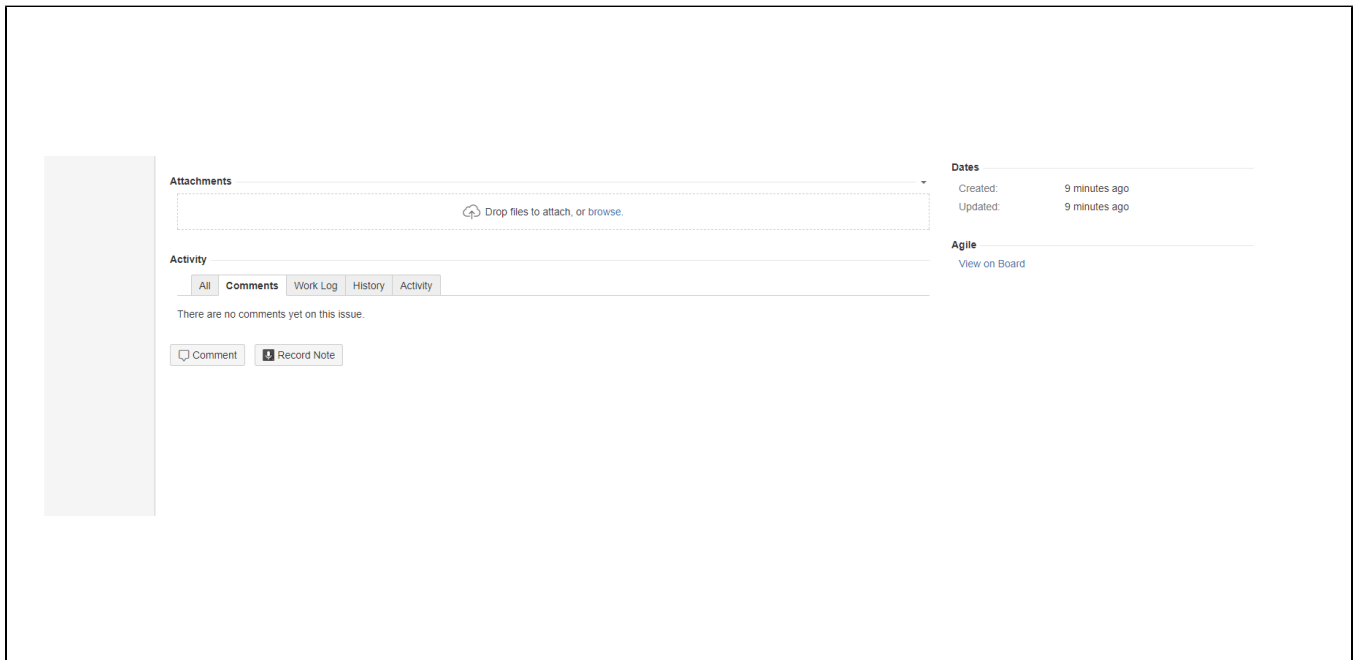 Attachments
Drop files to attach, or browse.
Activity
All Comments Work Log History Activity
There are no comments yet on this issue.
Comment Record Note
Dates
Created: 9 minutes ago
Updated: 9 minutes ago
Agile
View on Board